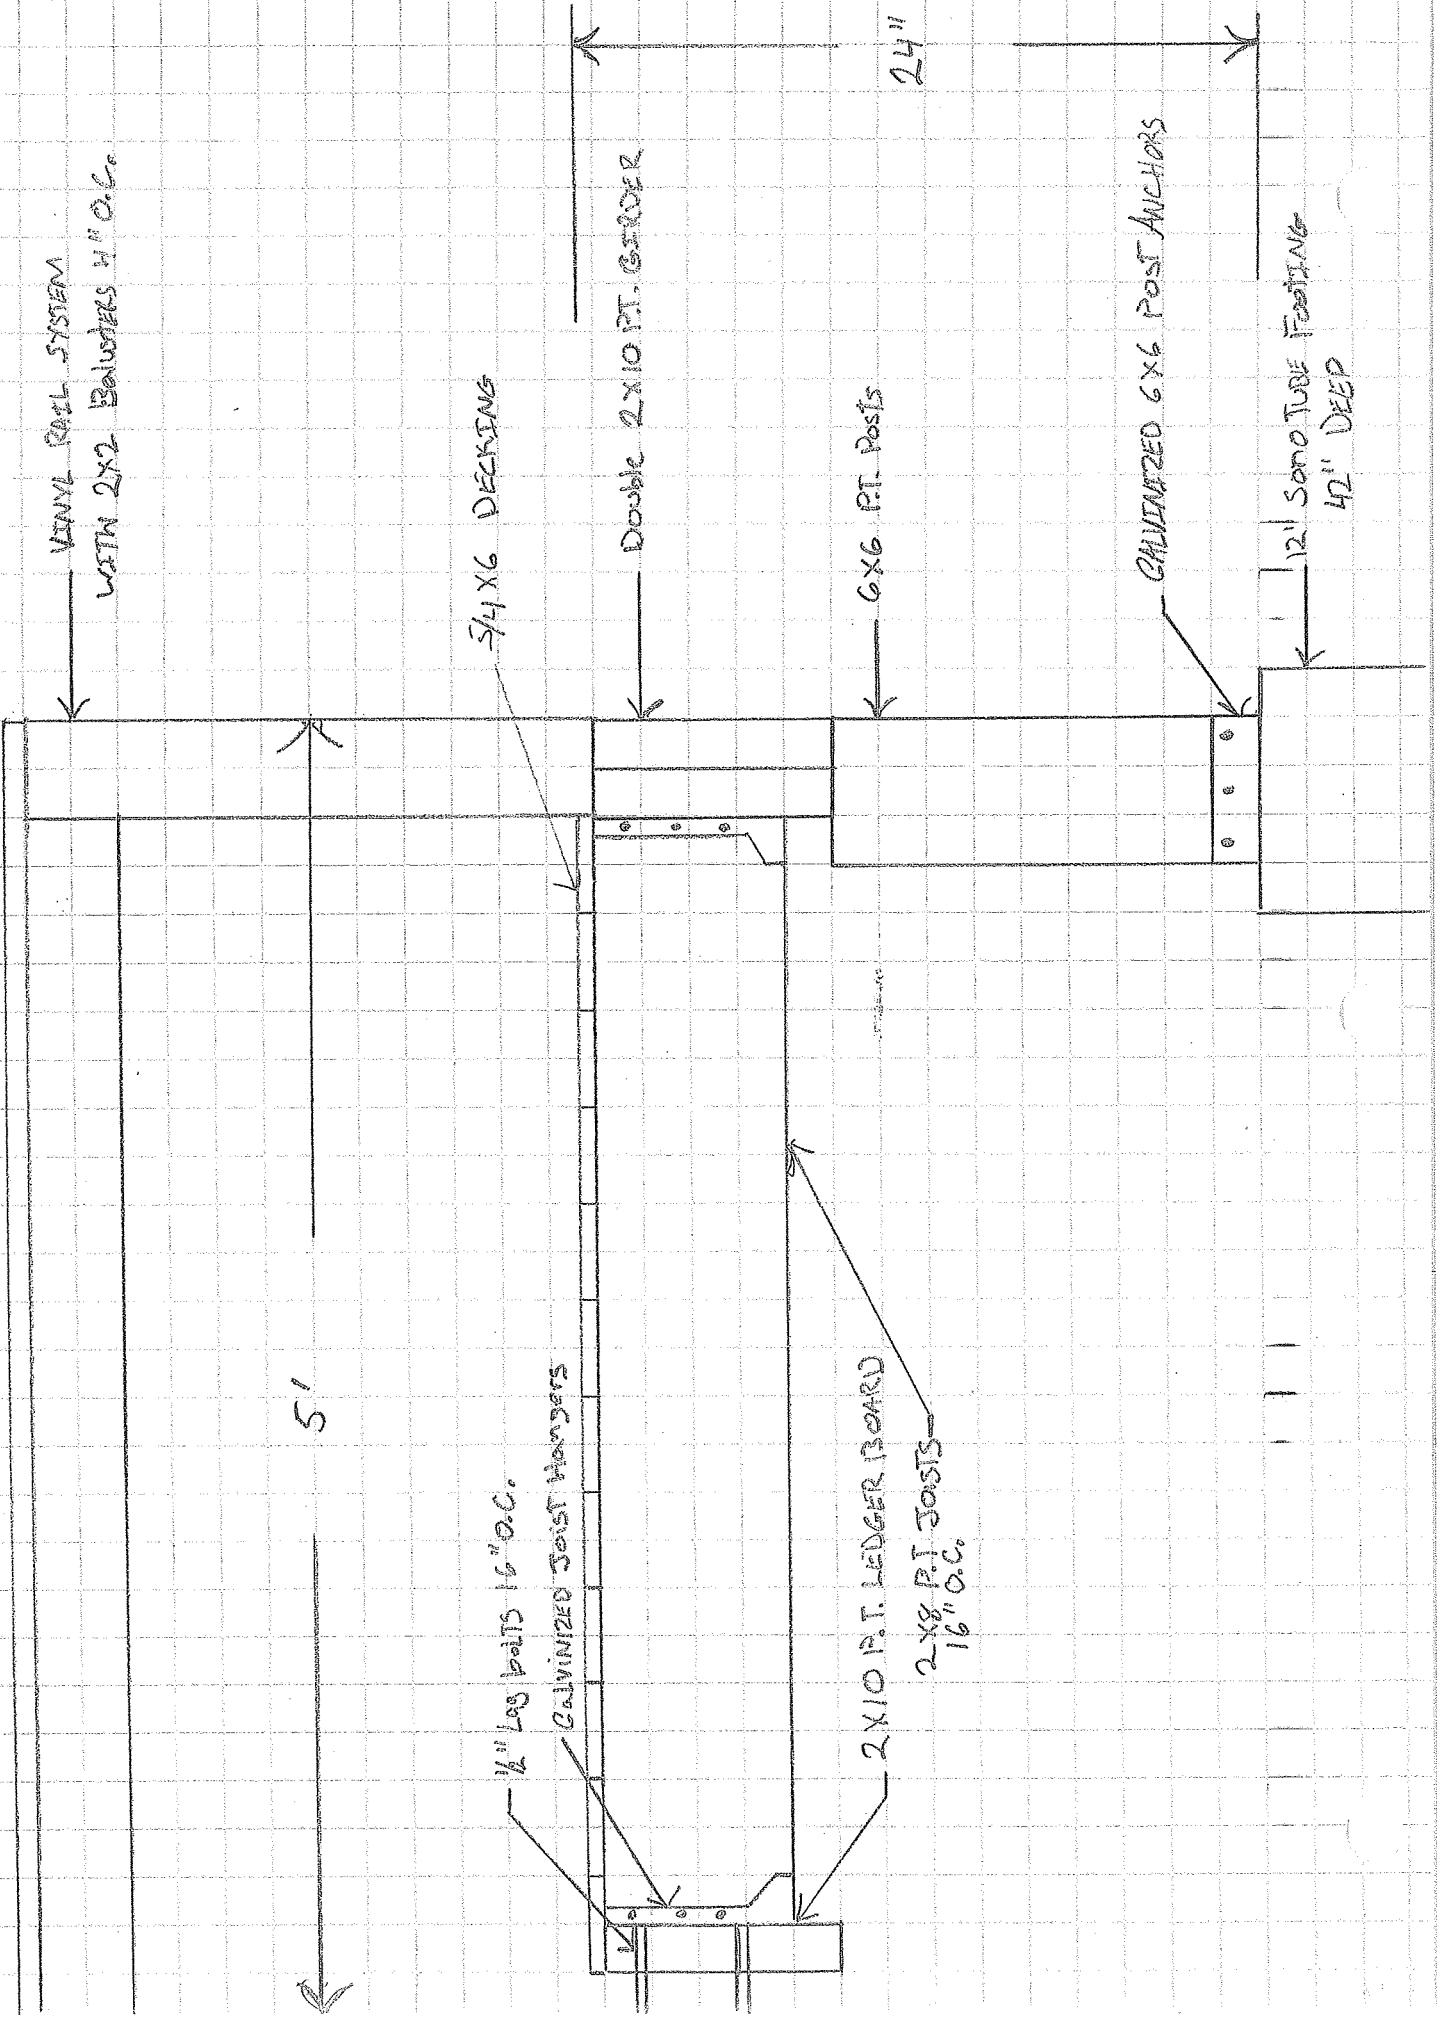 VINYL RAIL SYSTEM
WITH 2X2 Balusters 4" O.C.
5/4 X6 DECKING
24"
Double 2X10 P.T. GIRDER
6X6 P.T. Posts
GALVINIZED 6X6 POST ANCHORS
12" Sono TUBE FOOTING
42" DEEP
5'
1/2" Lag bolts 16" O.C.
GALVINIZED Joist Hangers
2X10 P.T. LEDGER BOARD
2X8 P.T JOISTS
16" O.C.